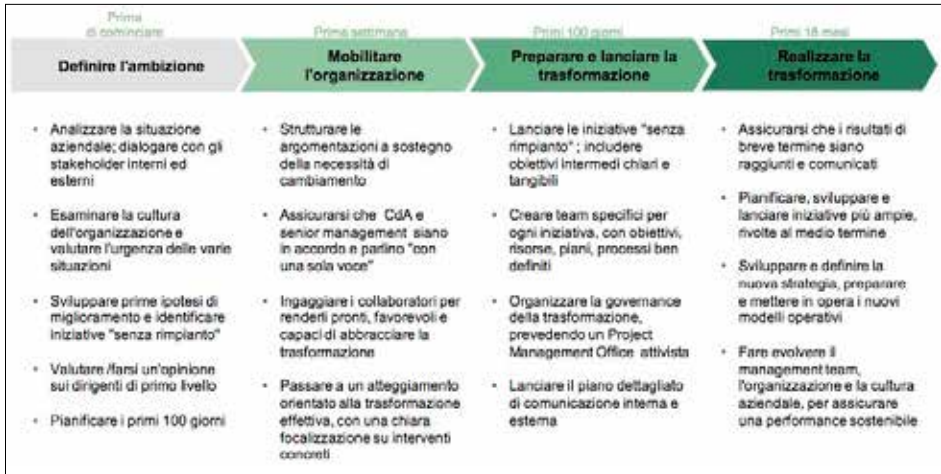 Prima
di cominciare
Prima settimana
Primi 100 giorni
Primi 18 mesi
Definire l'ambizione
Mobilitare
l'organizzazione
Preparare e lanciare la
trasformazione
Realizzare la
trasformazione
• Analizzare la situazione
aziendale; dialogare con gli
stakeholder interni ed
esterni
• Esaminare la cultura
dell'organizzazione e
valutare l'urgenza delle varie
situazioni
• Sviluppare prime ipotesi di
miglioramento e identificare
iniziative "senza rimpianto"
• Valutare /farsi un'opinione
sui dirigenti di primo livello
• Pianificare i primi 100 giorni
• Strutturare le
argomentazioni a sostegno
della necessità di
cambiamento
• Assicurarsi che CdA e
senior management siano
in accordo e parlino "con
una sola voce"
• Ingaggiare i collaboratori per
renderli pronti, favorevoli e
capaci di abbracciare la
trasformazione
• Passare a un atteggiamento
orientato alla trasformazione
effettiva, con una chiara
focalizzazione su interventi
concreti
• Lanciare le iniziative "senza
rimpianto" ; includere
obiettivi intermedi chiari e
tangibili
• Creare team specifici per
ogni iniziativa, con obiettivi,
risorse, piani, processi ben
definiti
• Organizzare la governance
della trasformazione,
prevedendo un Project
Management Office attivista
• Lanciare il piano dettagliato
di comunicazione interna e
esterna
• Assicurarsi che i risultati di
breve termine siano
raggiunti e comunicati
• Pianificare, sviluppare e
lanciare iniziative più ampie,
rivolte al medio termine
• Sviluppare e definire la
nuova strategia, preparare
e mettere in opera i nuovi
modelli operativi
• Fare evolvere il
management team,
l'organizzazione e la cultura
aziendale, per assicurare
una performance sostenibile